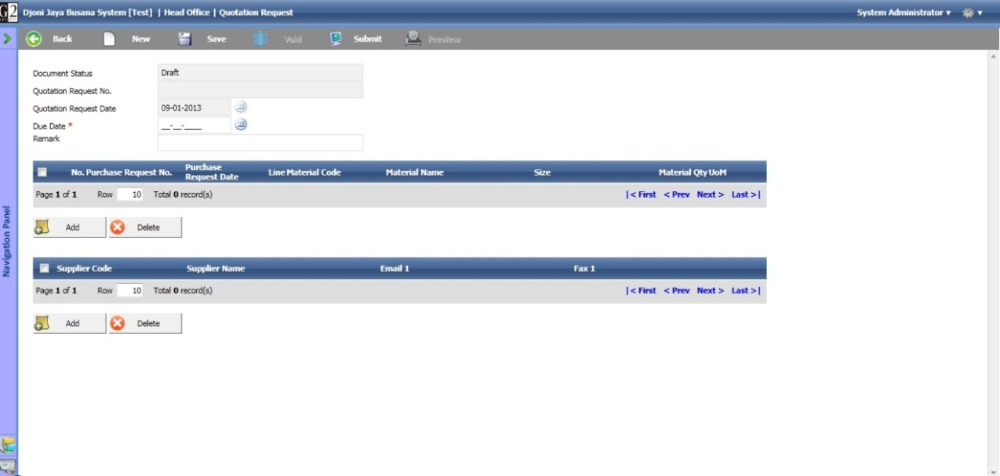 G2 Djoni Jaya Busana System [Test] | Head Office | Quotation Request System Administrator
Back New Save Void Submit Preview
Navigation Panel
Document Status Draft
Quotation Request No.
Quotation Request Date 09-01-2013
Due Date * __-__-____
Remark
No. Purchase Request No. Purchase Request Date Line Material Code Material Name Size Material Qty UoM
Page 1 of 1 Row 10 Total 0 record(s) |< First < Prev Next > Last >|
Add Delete
Supplier Code Supplier Name Email 1 Fax 1
Page 1 of 1 Row 10 Total 0 record(s) |< First < Prev Next > Last >|
Add Delete